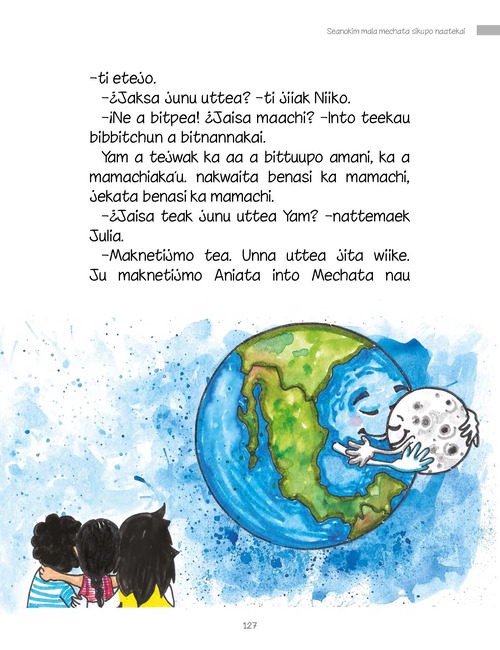 Seanokim mala mechata sikupo naatekai
–ti etejo.
–¿Jaksa junu uttea? –ti jiiak Niiko.
–¡Ne a bitpea! ¿Jaisa maachi? –Into teekau
bibbitchun a bitnannakai.
Yam a tejwak ka aa a bittuupo amani, ka a
mamachiaka'u. nakwaita benasi ka mamachi,
jekata benasi ka mamachi.
–¿Jaisa teak junu uttea Yam? –nattemaek
Julia.
–Maknetijmo tea. Unna uttea jita wiike.
Ju maknetijmo Aniata into Mechata nau
127